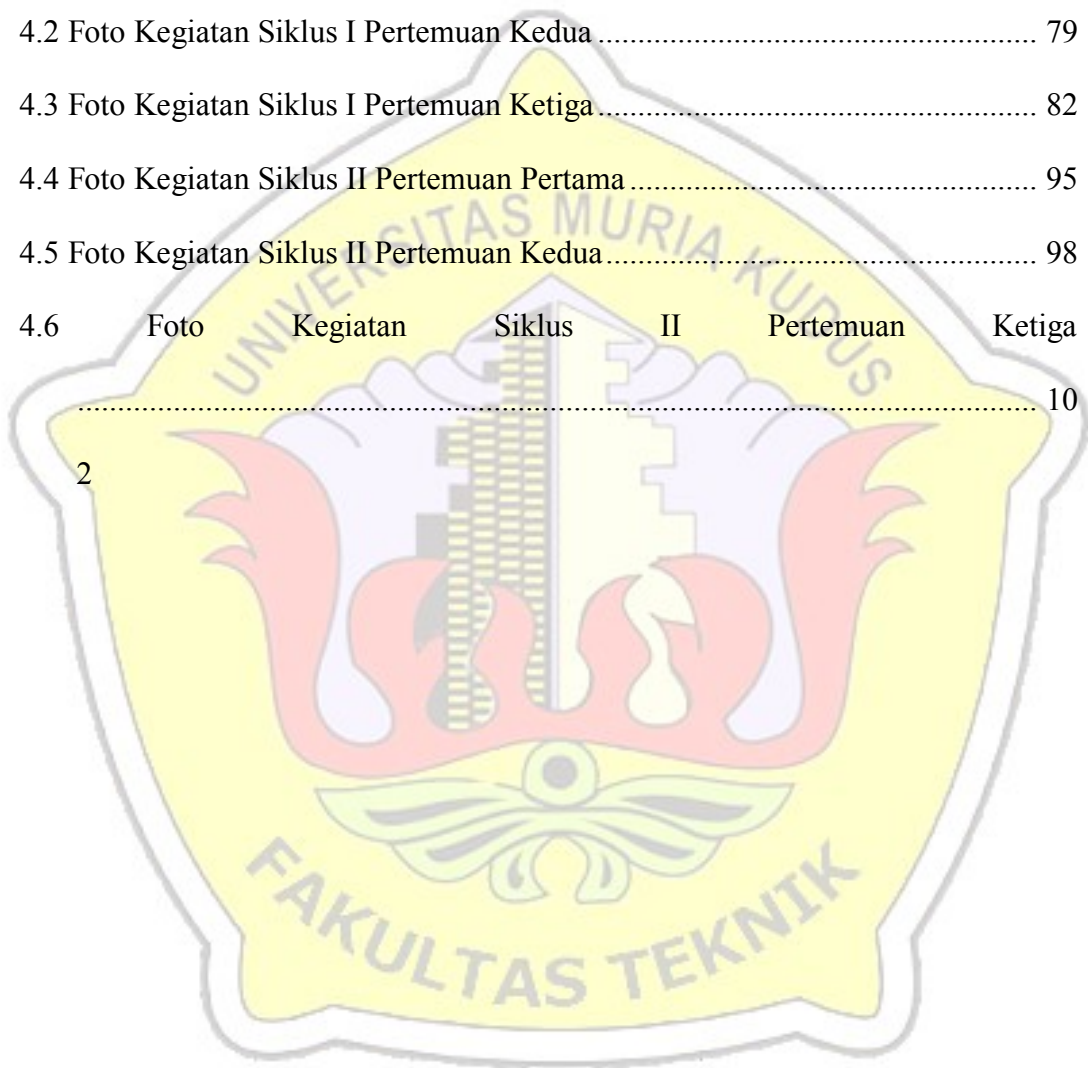 4.2 Foto Kegiatan Siklus I Pertemuan Kedua ........................................................ 79
4.3 Foto Kegiatan Siklus I Pertemuan Ketiga ........................................................ 82
4.4 Foto Kegiatan Siklus II Pertemuan Pertama .................................................... 95
4.5 Foto Kegiatan Siklus II Pertemuan Kedua....................................................... 98
4.6 Foto Kegiatan Siklus II Pertemuan Ketiga
........................................................................................................................... 10
2
UNIVERSITAS MURIA KUDUS
FAKULTAS TEKNIK